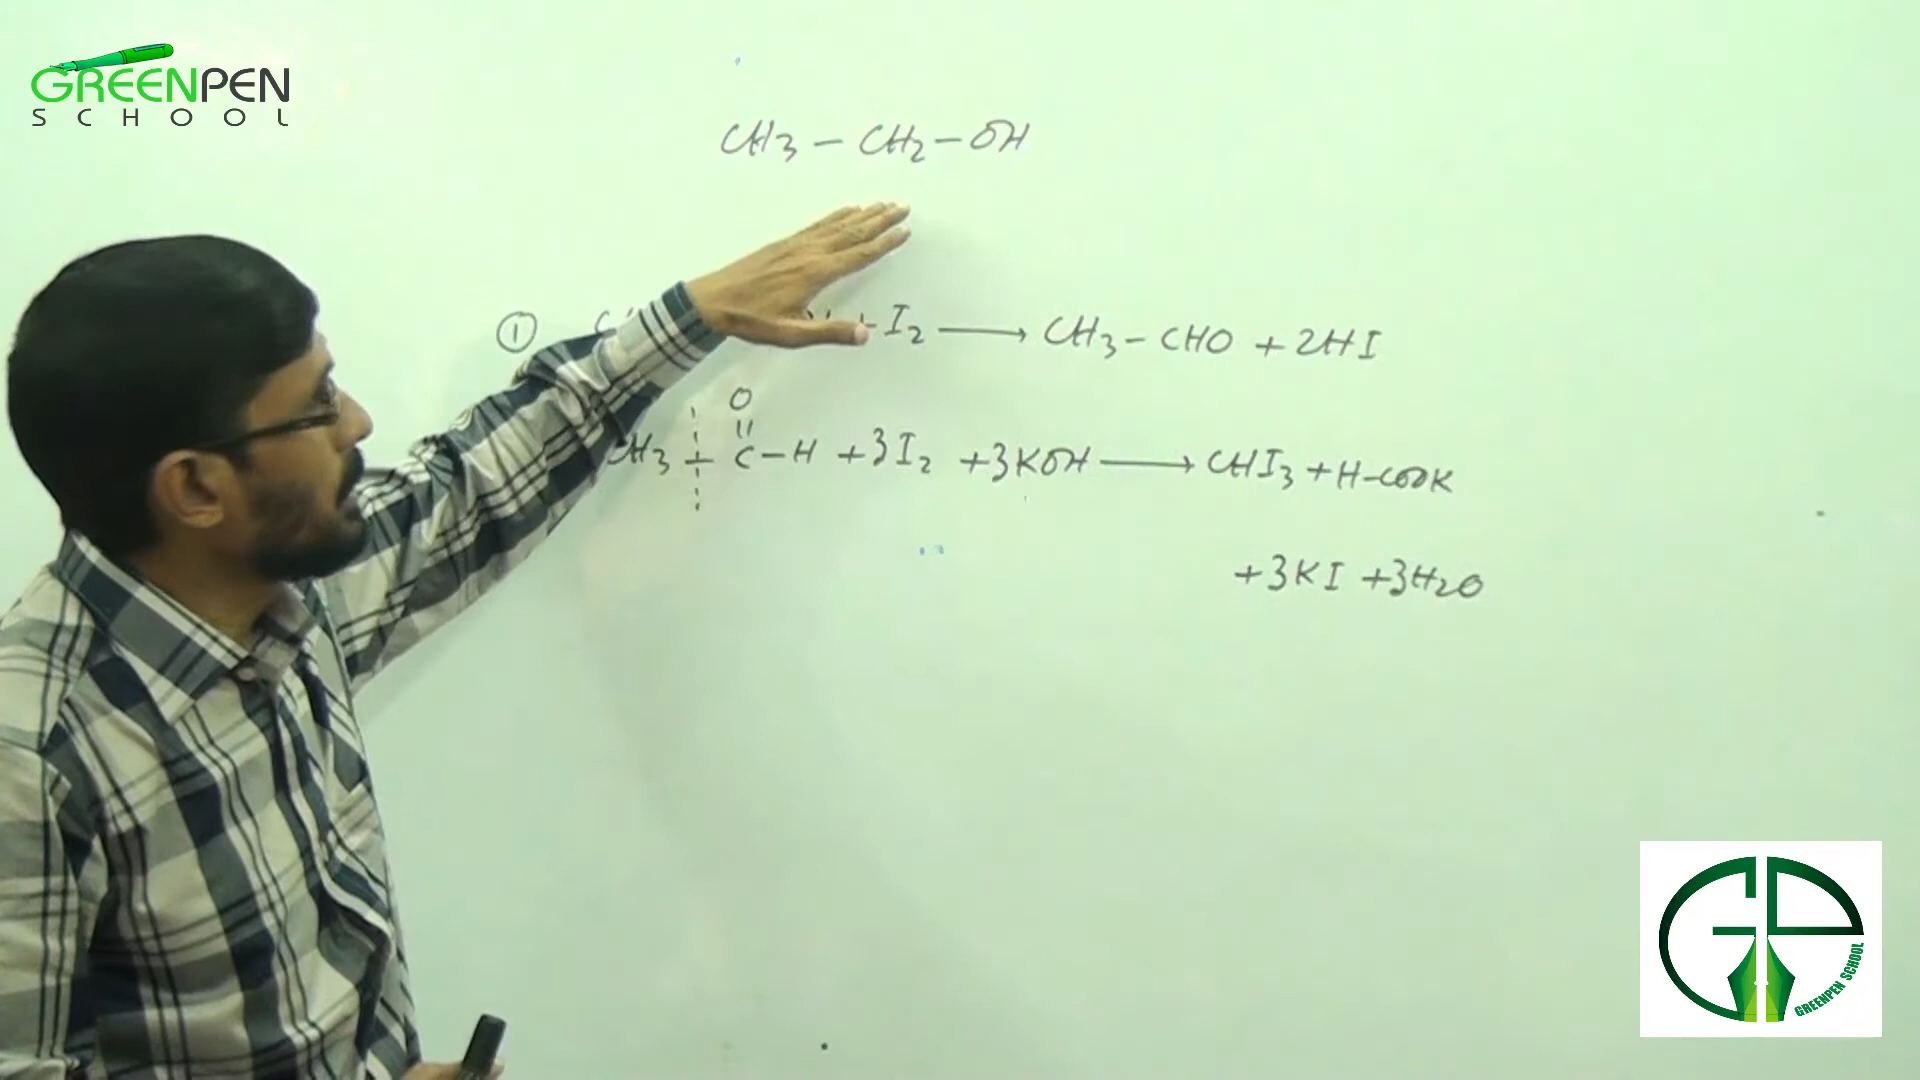 GREENPEN
SCHOOL
CH3 – CH2 – OH
① + I2 ⟶ CH3 – CHO + 2HI
O
CH3 – C – H + 3I2 + 3KOH ⟶ CHI3 + H-COOK
+ 3KI + 3H2O
GREENPEN SCHOOL